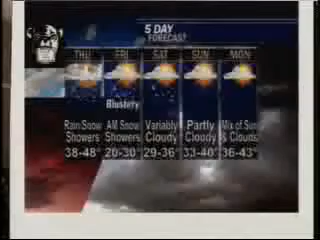 5 DAY
FORECAST
THU FRI SAT SUN MON
Blustery
Rain/Snow AM Snow Variably Partly Mix of Sun
Showers Showers Cloudy Cloudy & Clouds
38-48° 20-30° 29-36° 33-40° 36-43°